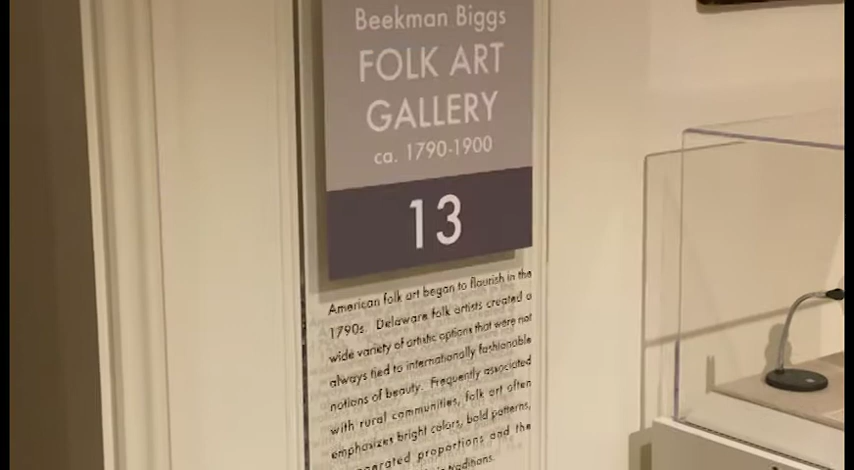 Beekman Biggs
FOLK ART
GALLERY
ca. 1790-1900
13
American folk art began to flourish in the
1790s. Delaware folk artists created a
wide variety of artistic options that were not
always tied to internationally fashionable
notions of beauty. Frequently associated
with rural communities, folk art often
emphasizes bright colors, bold patterns,
proportions and the
traditions.